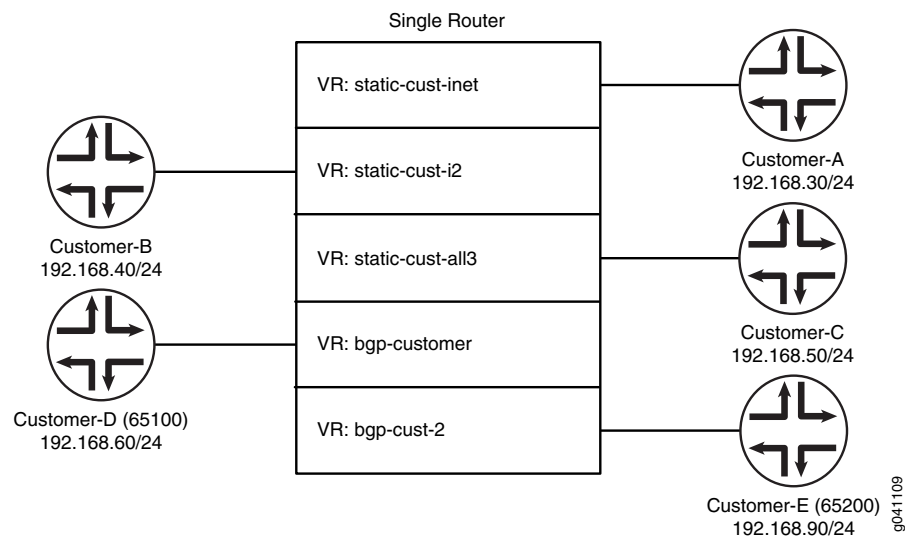 Single Router
VR: static-cust-inet
VR: static-cust-i2
VR: static-cust-all3
VR: bgp-customer
VR: bgp-cust-2
Customer-A
192.168.30/24
Customer-B
192.168.40/24
Customer-C
192.168.50/24
Customer-D (65100)
192.168.60/24
Customer-E (65200)
192.168.90/24
g041109